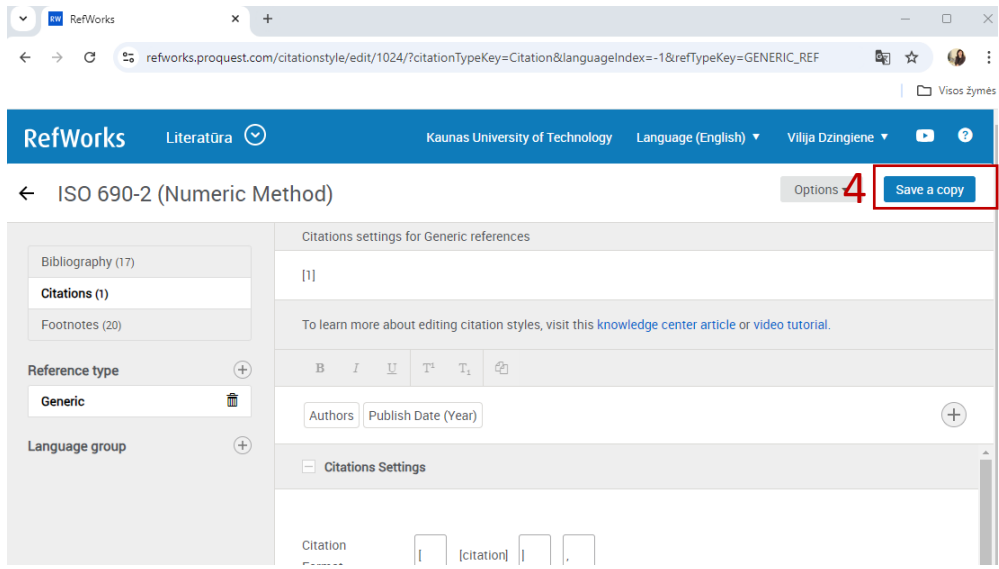 RW RefWorks
refworks.proquest.com/citationstyle/edit/1024/?citationTypeKey=Citation&languageIndex=-1&refTypeKey=GENERIC_REF
Visos žymės
RefWorks Literatūra Kaunas University of Technology Language (English) Vilija Dzingiene
ISO 690-2 (Numeric Method) Options 4 Save a copy
Citations settings for Generic references
Bibliography (17)
[1]
Citations (1)
Footnotes (20)
To learn more about editing citation styles, visit this knowledge center article or video tutorial.
Reference type
B I U T¹ T₁
Generic
Authors Publish Date (Year)
Language group
Citations Settings
Citation
[ [citation] ] ,
Format